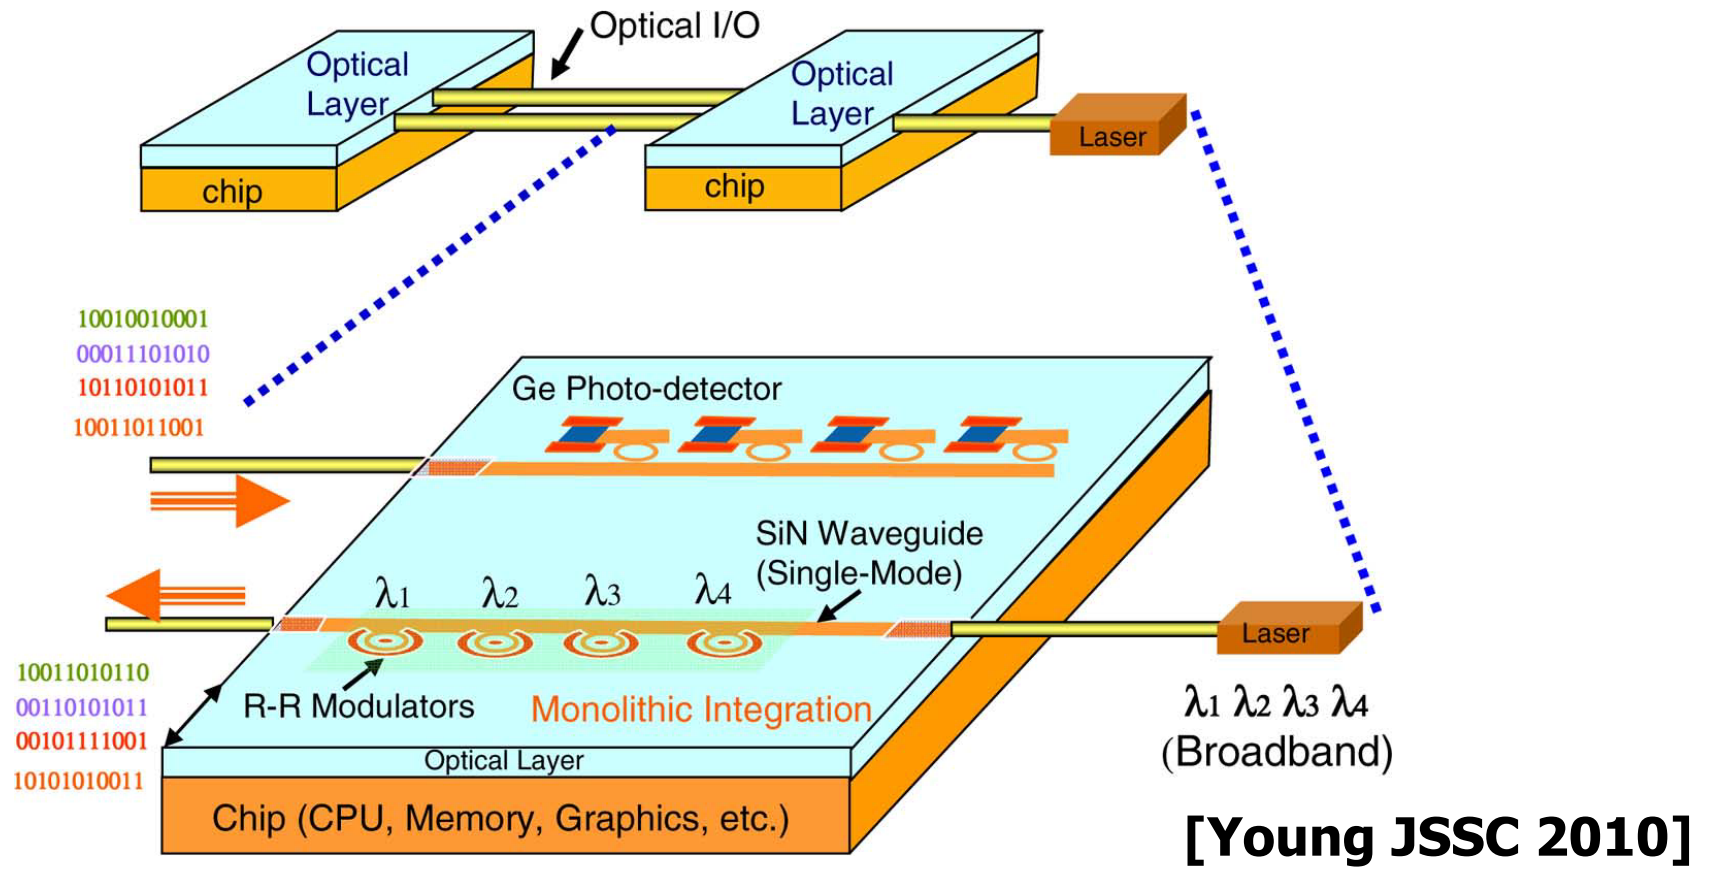 Optical I/O
Optical
Layer
Optical
Layer
Laser
chip
chip
10010010001
00011101010
10110101011
10011011001
Ge Photo-detector
SiN Waveguide
(Single-Mode)
λ1 λ2 λ3 λ4
Laser
10011010110
00110101011
00101111001
10101010011
R-R Modulators
Monolithic Integration
λ1 λ2 λ3 λ4
(Broadband)
Optical Layer
Chip (CPU, Memory, Graphics, etc.)
[Young JSSC 2010]